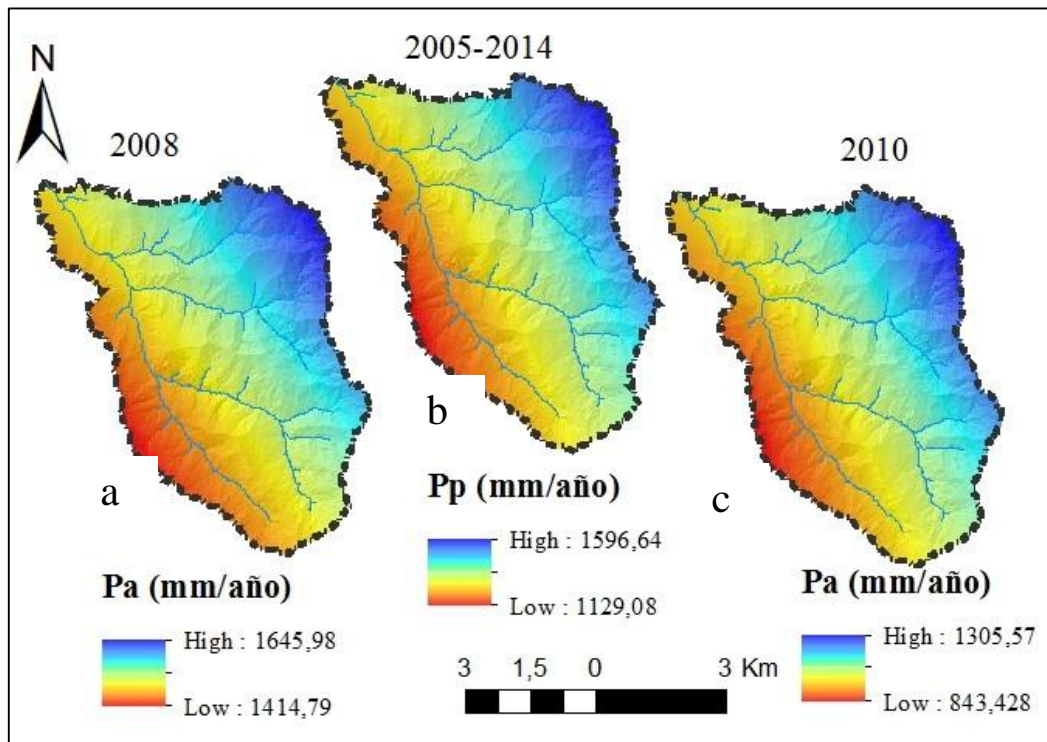 N
2005-2014
2008
2010
a
b
c
Pp (mm/año)
High : 1596,64
Low : 1129,08
Pa (mm/año)
High : 1645,98
Low : 1414,79
Pa (mm/año)
High : 1305,57
Low : 843,428
3 1,5 0 3 Km